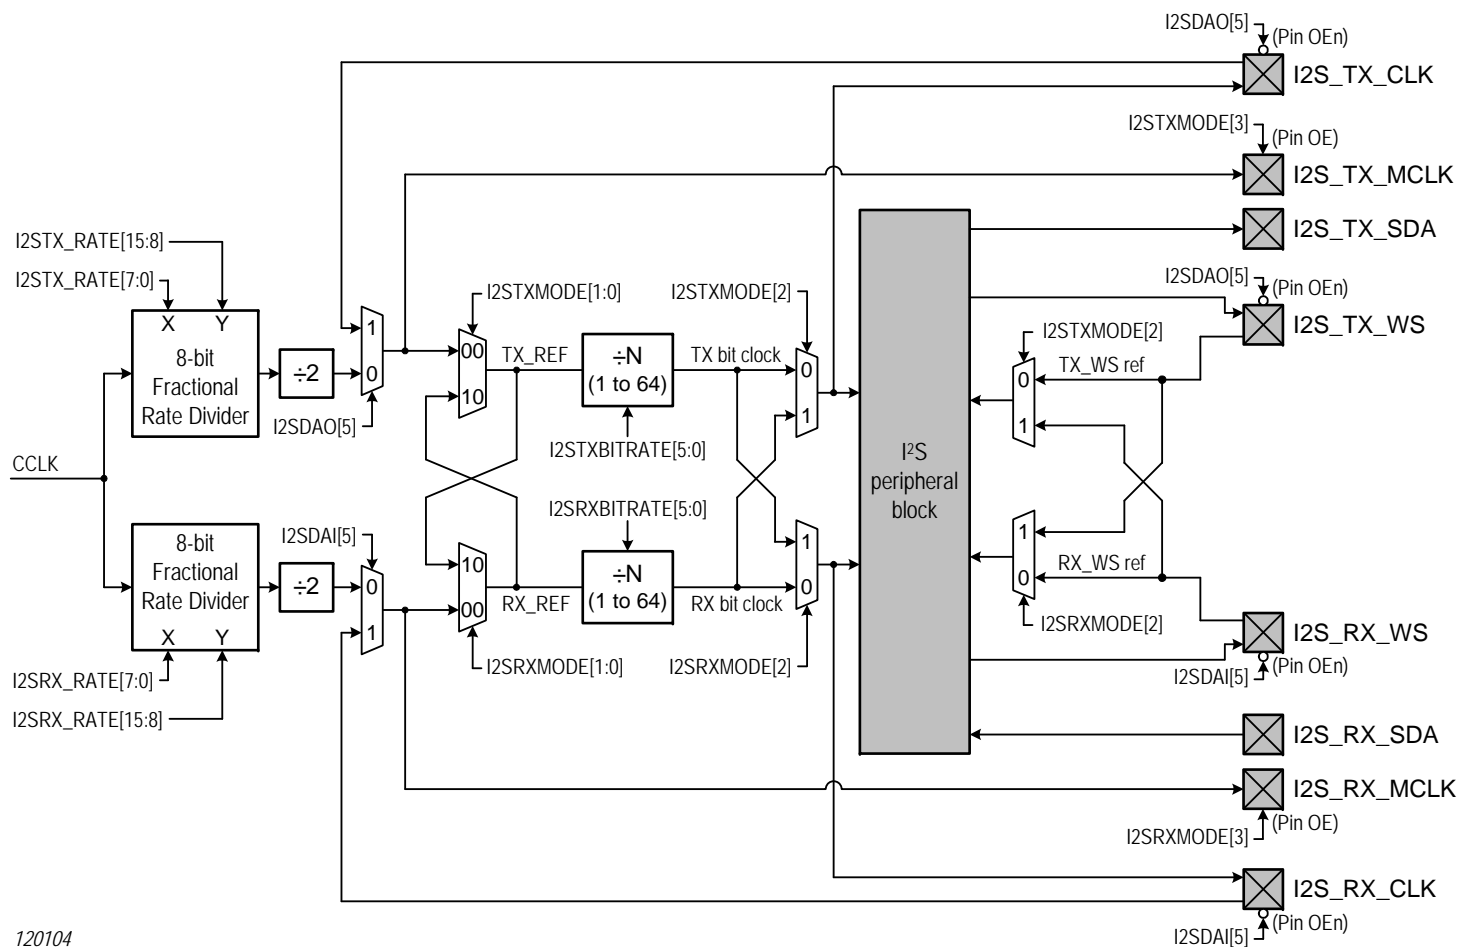 I2SDAO[5]
(Pin OEn)
I2S_TX_CLK
I2STXMODE[3]
(Pin OE)
I2S_TX_MCLK
I2S_TX_SDA
I2STX_RATE[15:8]
I2STX_RATE[7:0]
X Y
8-bit
Fractional
Rate Divider
÷2
1
0
I2SDAO[5]
I2STXMODE[1:0]
00
10
TX_REF
÷N
(1 to 64)
I2STXBITRATE[5:0]
TX bit clock
I2STXMODE[2]
0
1
I2SDAO[5]
(Pin OEn)
I2S_TX_WS
I2STXMODE[2]
0
1
TX_WS ref
CCLK
I2S
peripheral
block
8-bit
Fractional
Rate Divider
X Y
I2SRX_RATE[7:0]
I2SRX_RATE[15:8]
÷2
I2SDAI[5]
0
1
10
00
RX_REF
I2SRXMODE[1:0]
I2SRXBITRATE[5:0]
÷N
(1 to 64)
RX bit clock
1
0
I2SRXMODE[2]
1
0
RX_WS ref
I2SRXMODE[2]
I2S_RX_WS
I2SDAI[5]
(Pin OEn)
I2S_RX_SDA
I2S_RX_MCLK
I2SRXMODE[3]
(Pin OE)
I2S_RX_CLK
I2SDAI[5]
(Pin OEn)
120104